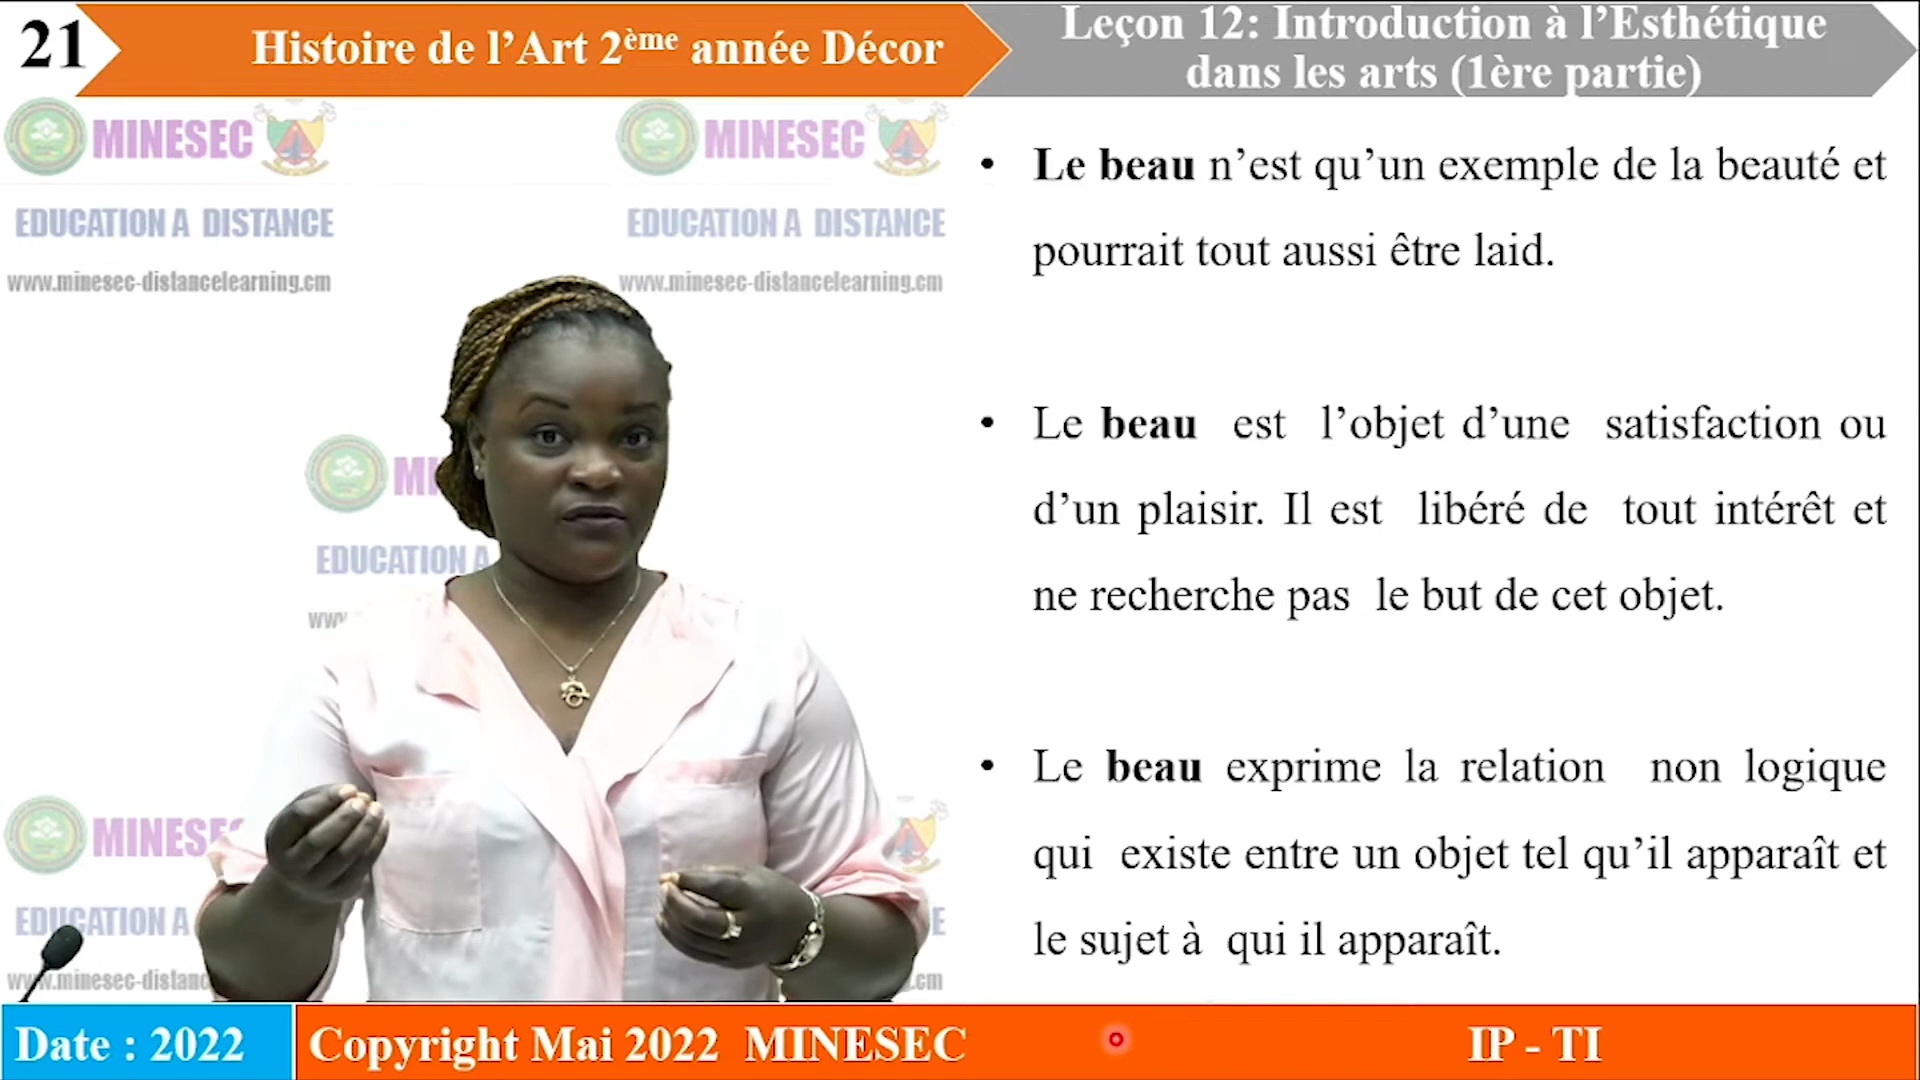 21
Histoire de l’Art 2ème année Décor
Leçon 12: Introduction à l’Esthétique
dans les arts (1ère partie)
MINESEC
EDUCATION A DISTANCE
www.minesec-distancelearning.cm
MINESEC
EDUCATION A DISTANCE
www.minesec-distancelearning.cm
• Le beau n’est qu’un exemple de la beauté et
pourrait tout aussi être laid.
• Le beau est l’objet d’une satisfaction ou
d’un plaisir. Il est libéré de tout intérêt et
ne recherche pas le but de cet objet.
• Le beau exprime la relation non logique
qui existe entre un objet tel qu’il apparaît et
le sujet à qui il apparaît.
EDUCATION A
EDUCATION A
Date : 2022
Copyright Mai 2022 MINESEC
IP - TI